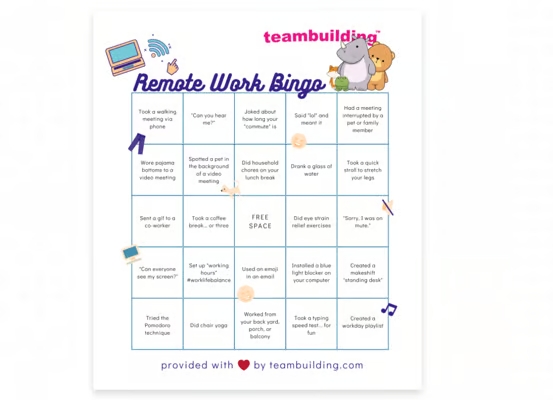 teambuilding™
Remote Work Bingo
Took a walking
meeting via
phone
"Can you hear
me?"
Joked about
how long your
"commute" is
Said "lol" and
meant it
Had a meeting
interrupted by a
pet or family
member
Wore pajama
bottoms to a
video meeting
Spotted a pet in
the background
of a video
meeting
Did household
chores on your
lunch break
Drank a glass of
water
Took a quick
stroll to stretch
your legs
Sent a gif to a
co-worker
Took a coffee
break... or three
FREE
SPACE
Did eye strain
relief exercises
"Sorry, I was on
mute."
"Can everyone
see my screen?"
Set up "working
hours"
#worklifebalance
Used an emoji
in an email
Installed a blue
light blocker on
your computer
Created a
makeshift
"standing desk"
Tried the
Pomodoro
technique
Did chair yoga
Worked from
your back yard,
porch, or
balcony
Took a typing
speed test... for
fun
Created a
workday playlist
provided with ❤ by teambuilding.com